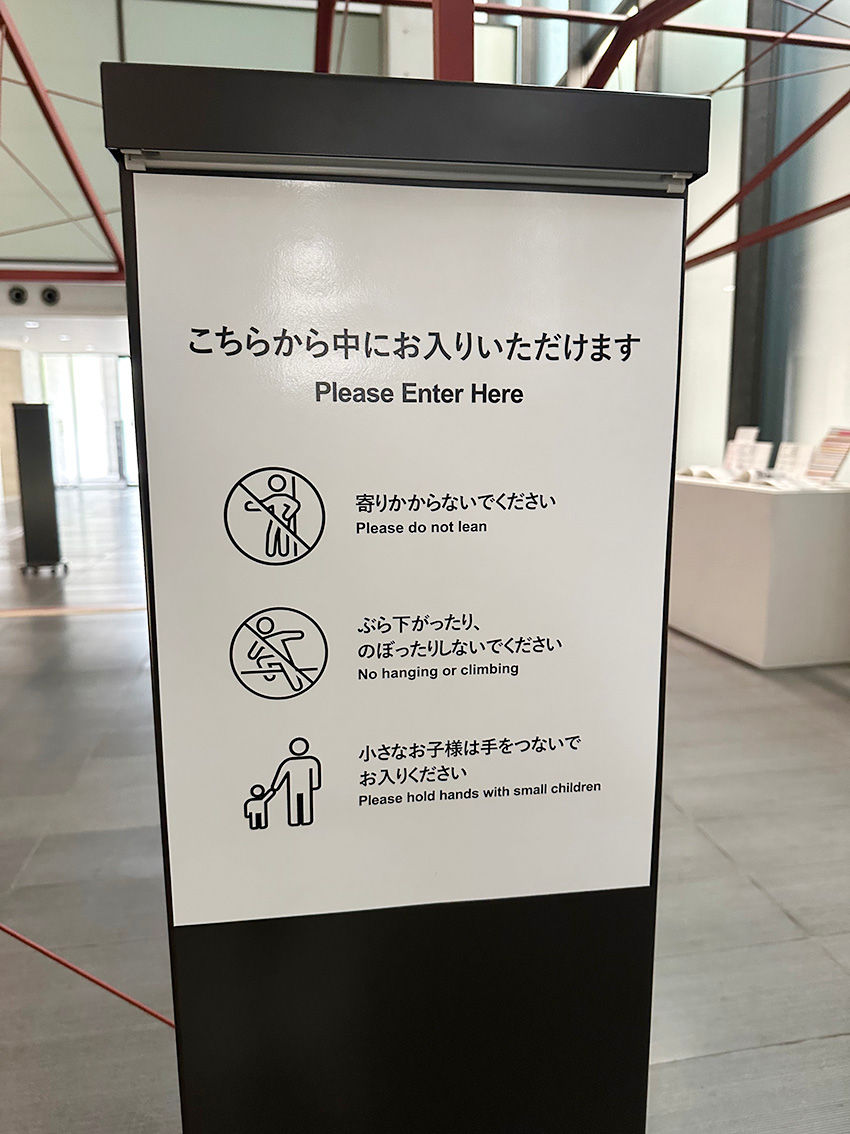 こちらから中にお入りいただけます
Please Enter Here
寄りかからないでください
Please do not lean
ぶら下がったり、
のぼったりしないでください
No hanging or climbing
小さなお子様は手をつないで
お入りください
Please hold hands with small children